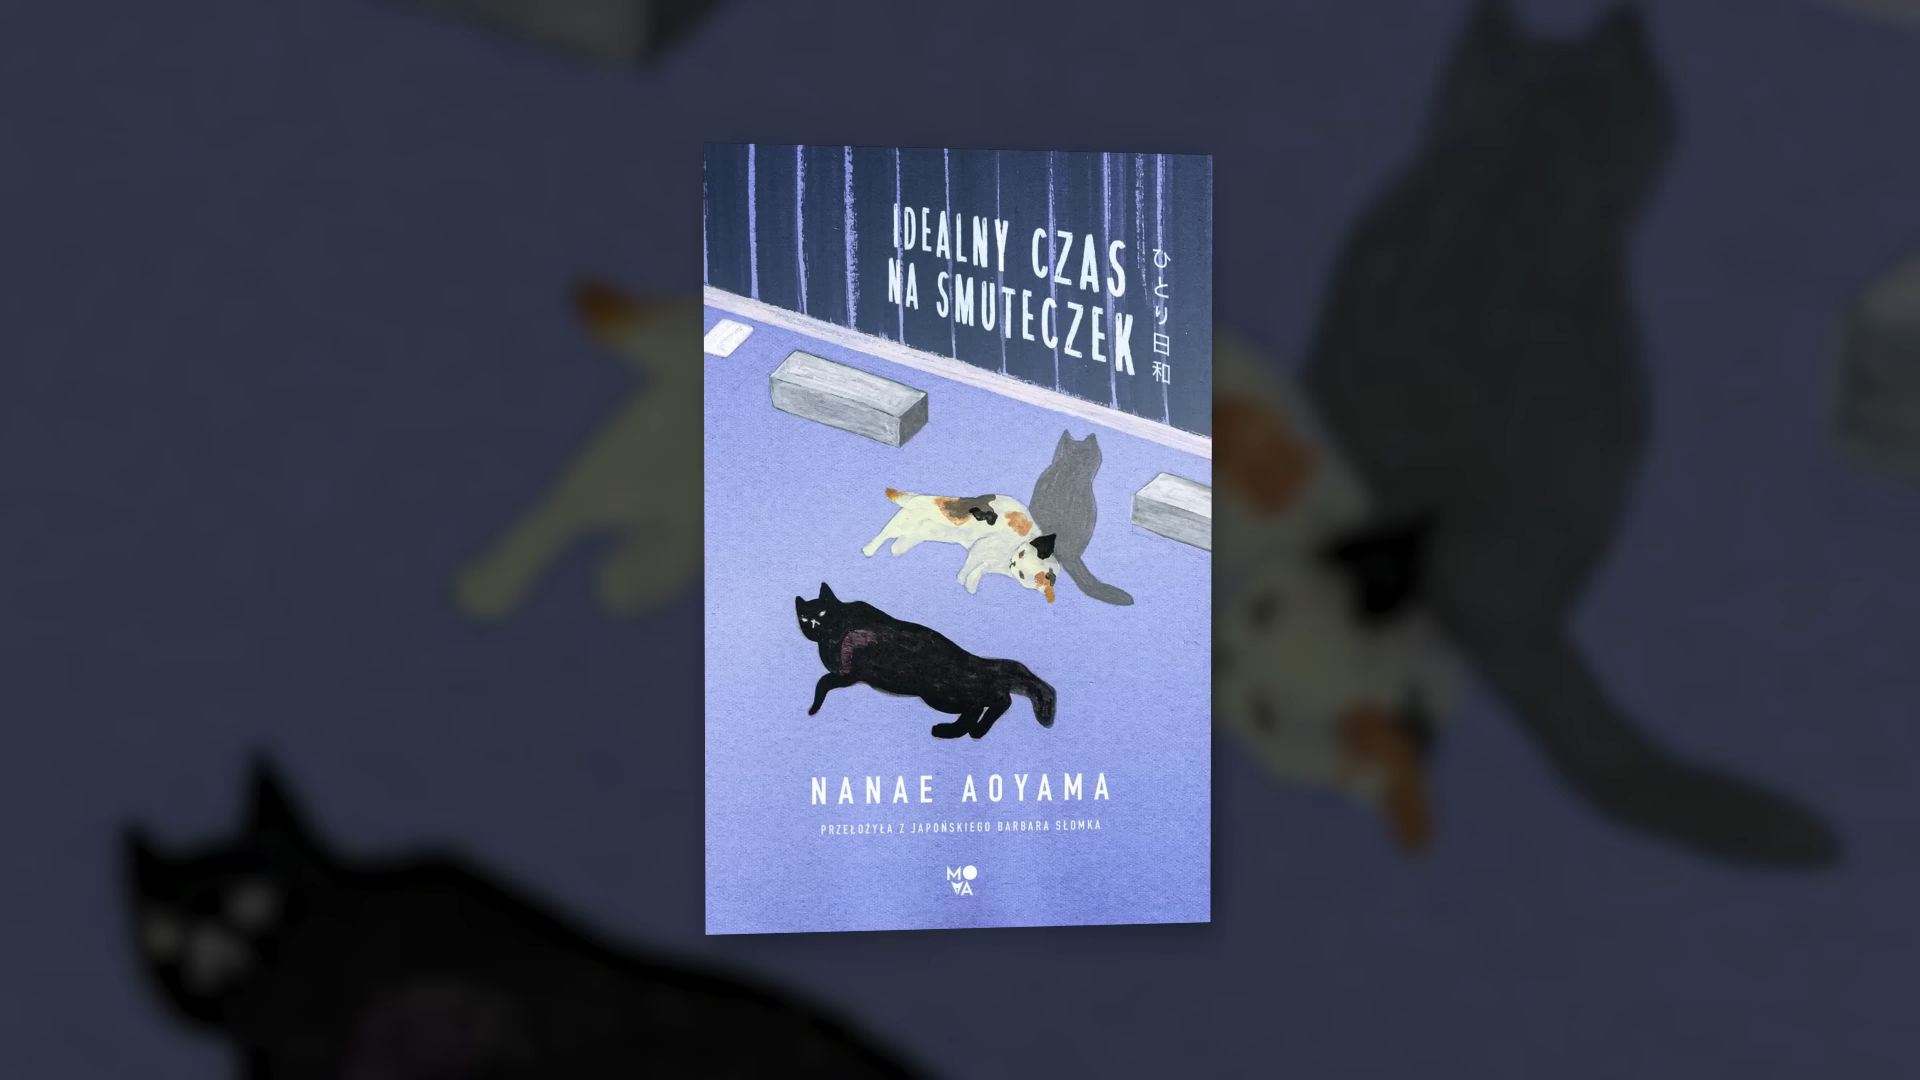 IDEALNY CZAS
NA SMUTECZEK
ひとり日和
NANAE AOYAMA
PRZEŁOŻYŁA Z JAPOŃSKIEGO BARBARA SŁOMKA
MOVA